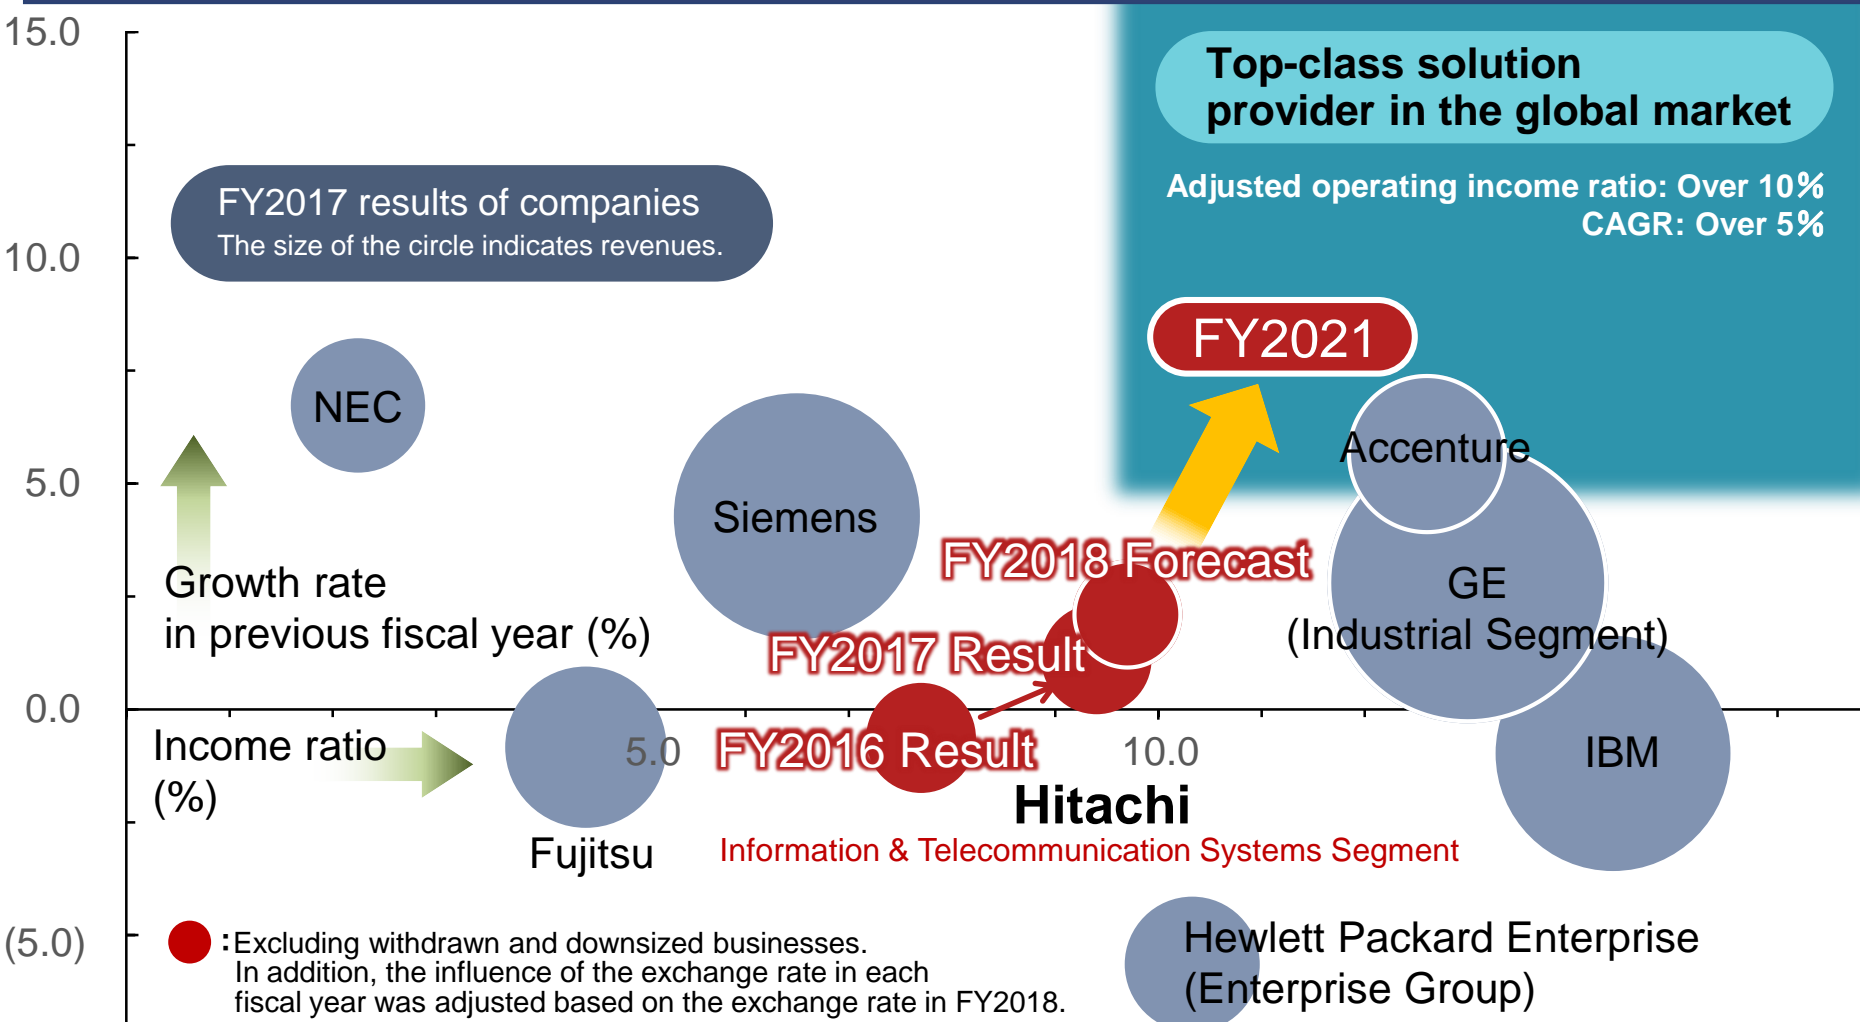 15.0
Top-class solution
provider in the global market
Adjusted operating income ratio: Over 10%
CAGR: Over 5%
FY2017 results of companies
The size of the circle indicates revenues.
10.0
FY2021
NEC
Accenture
5.0
Siemens
FY2018 Forecast
Growth rate
in previous fiscal year (%)
GE
(Industrial Segment)
FY2017 Result
0.0
Income ratio
(%)
5.0
FY2016 Result
10.0
IBM
Hitachi
Information & Telecommunication Systems Segment
Fujitsu
(5.0)
:Excluding withdrawn and downsized businesses.
In addition, the influence of the exchange rate in each
fiscal year was adjusted based on the exchange rate in FY2018.
Hewlett Packard Enterprise
(Enterprise Group)